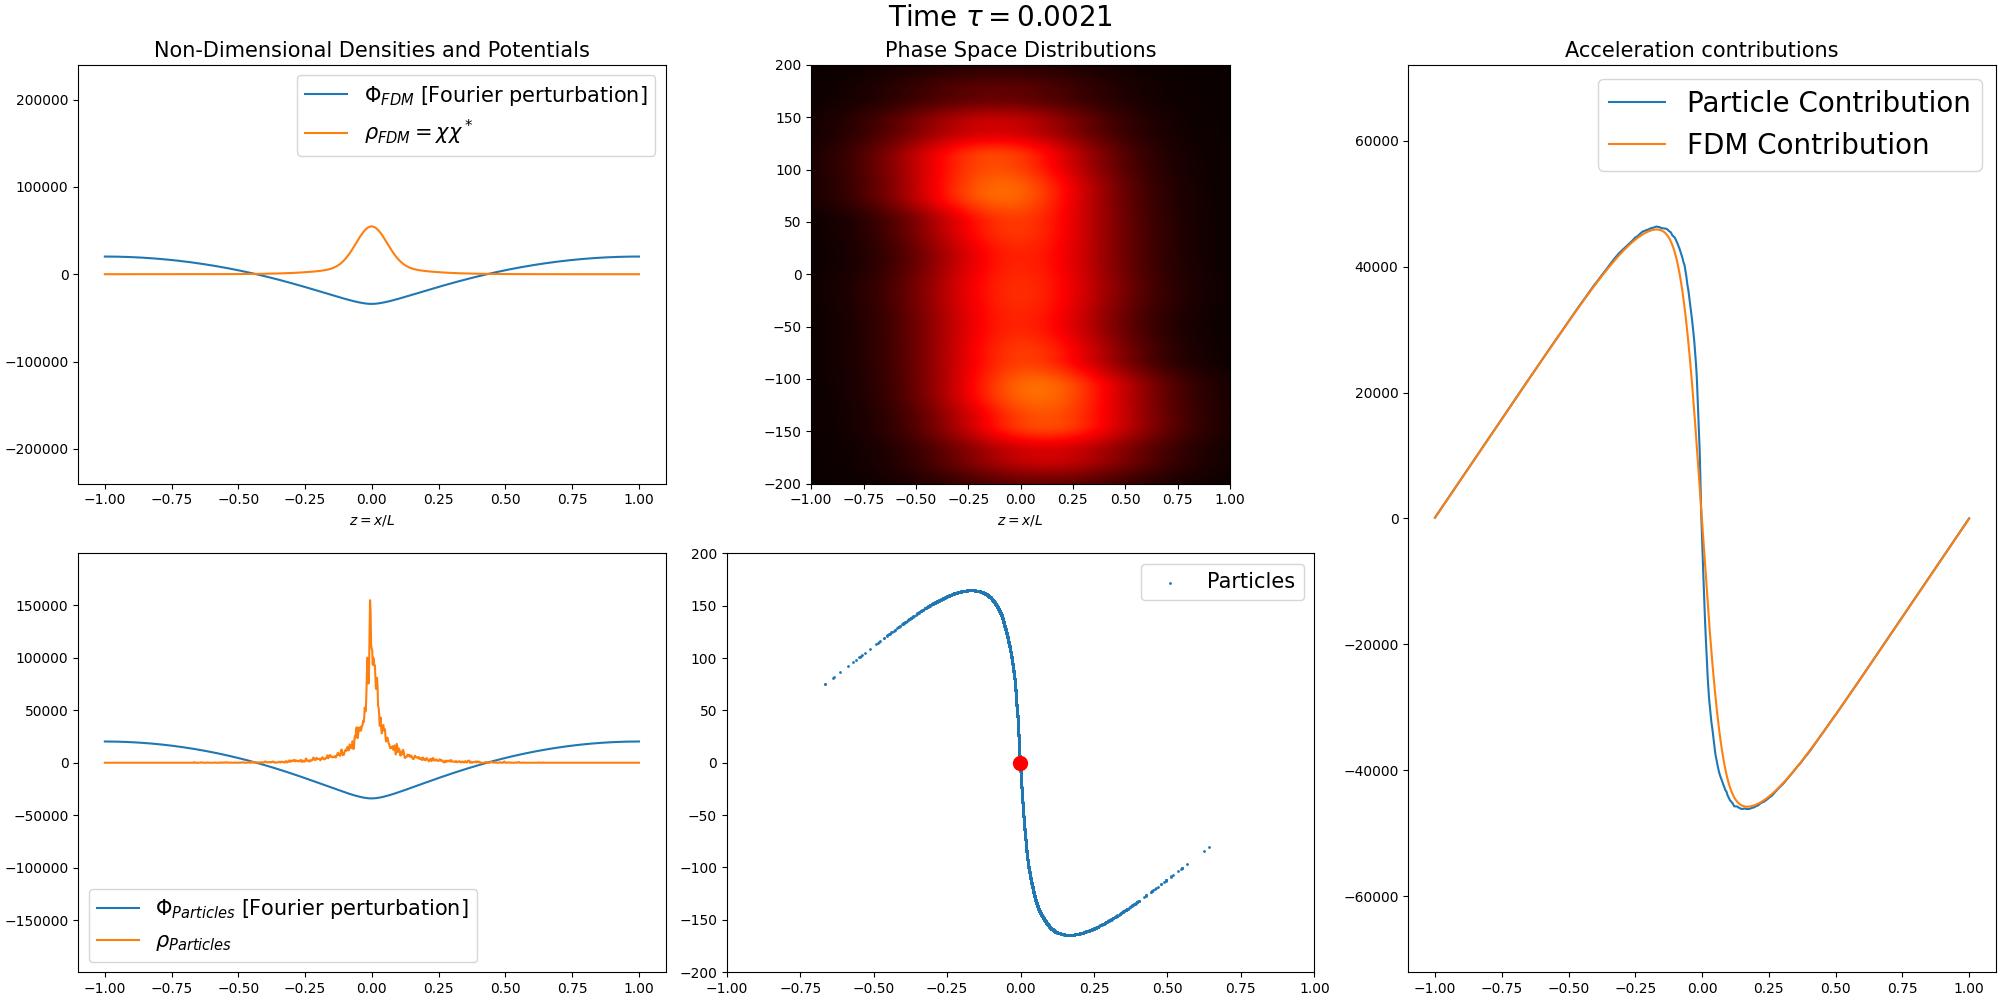 Time τ = 0.0021
Non-Dimensional Densities and Potentials
200000
100000
0
−100000
−200000
Φ_FDM [Fourier perturbation]
ρ_FDM = χχ*
−1.00 −0.75 −0.50 −0.25 0.00 0.25 0.50 0.75 1.00
z = x/L
Phase Space Distributions
200
150
100
50
0
−50
−100
−150
−200
−1.00 −0.75 −0.50 −0.25 0.00 0.25 0.50 0.75 1.00
z = x/L
Acceleration contributions
Particle Contribution
FDM Contribution
60000
40000
20000
0
−20000
−40000
−60000
−1.00 −0.75 −0.50 −0.25 0.00 0.25 0.50 0.75 1.00
150000
100000
50000
0
−50000
−100000
−150000
Φ_Particles [Fourier perturbation]
ρ_Particles
−1.00 −0.75 −0.50 −0.25 0.00 0.25 0.50 0.75 1.00
Particles
200
150
100
50
0
−50
−100
−150
−200
−1.00 −0.75 −0.50 −0.25 0.00 0.25 0.50 0.75 1.00